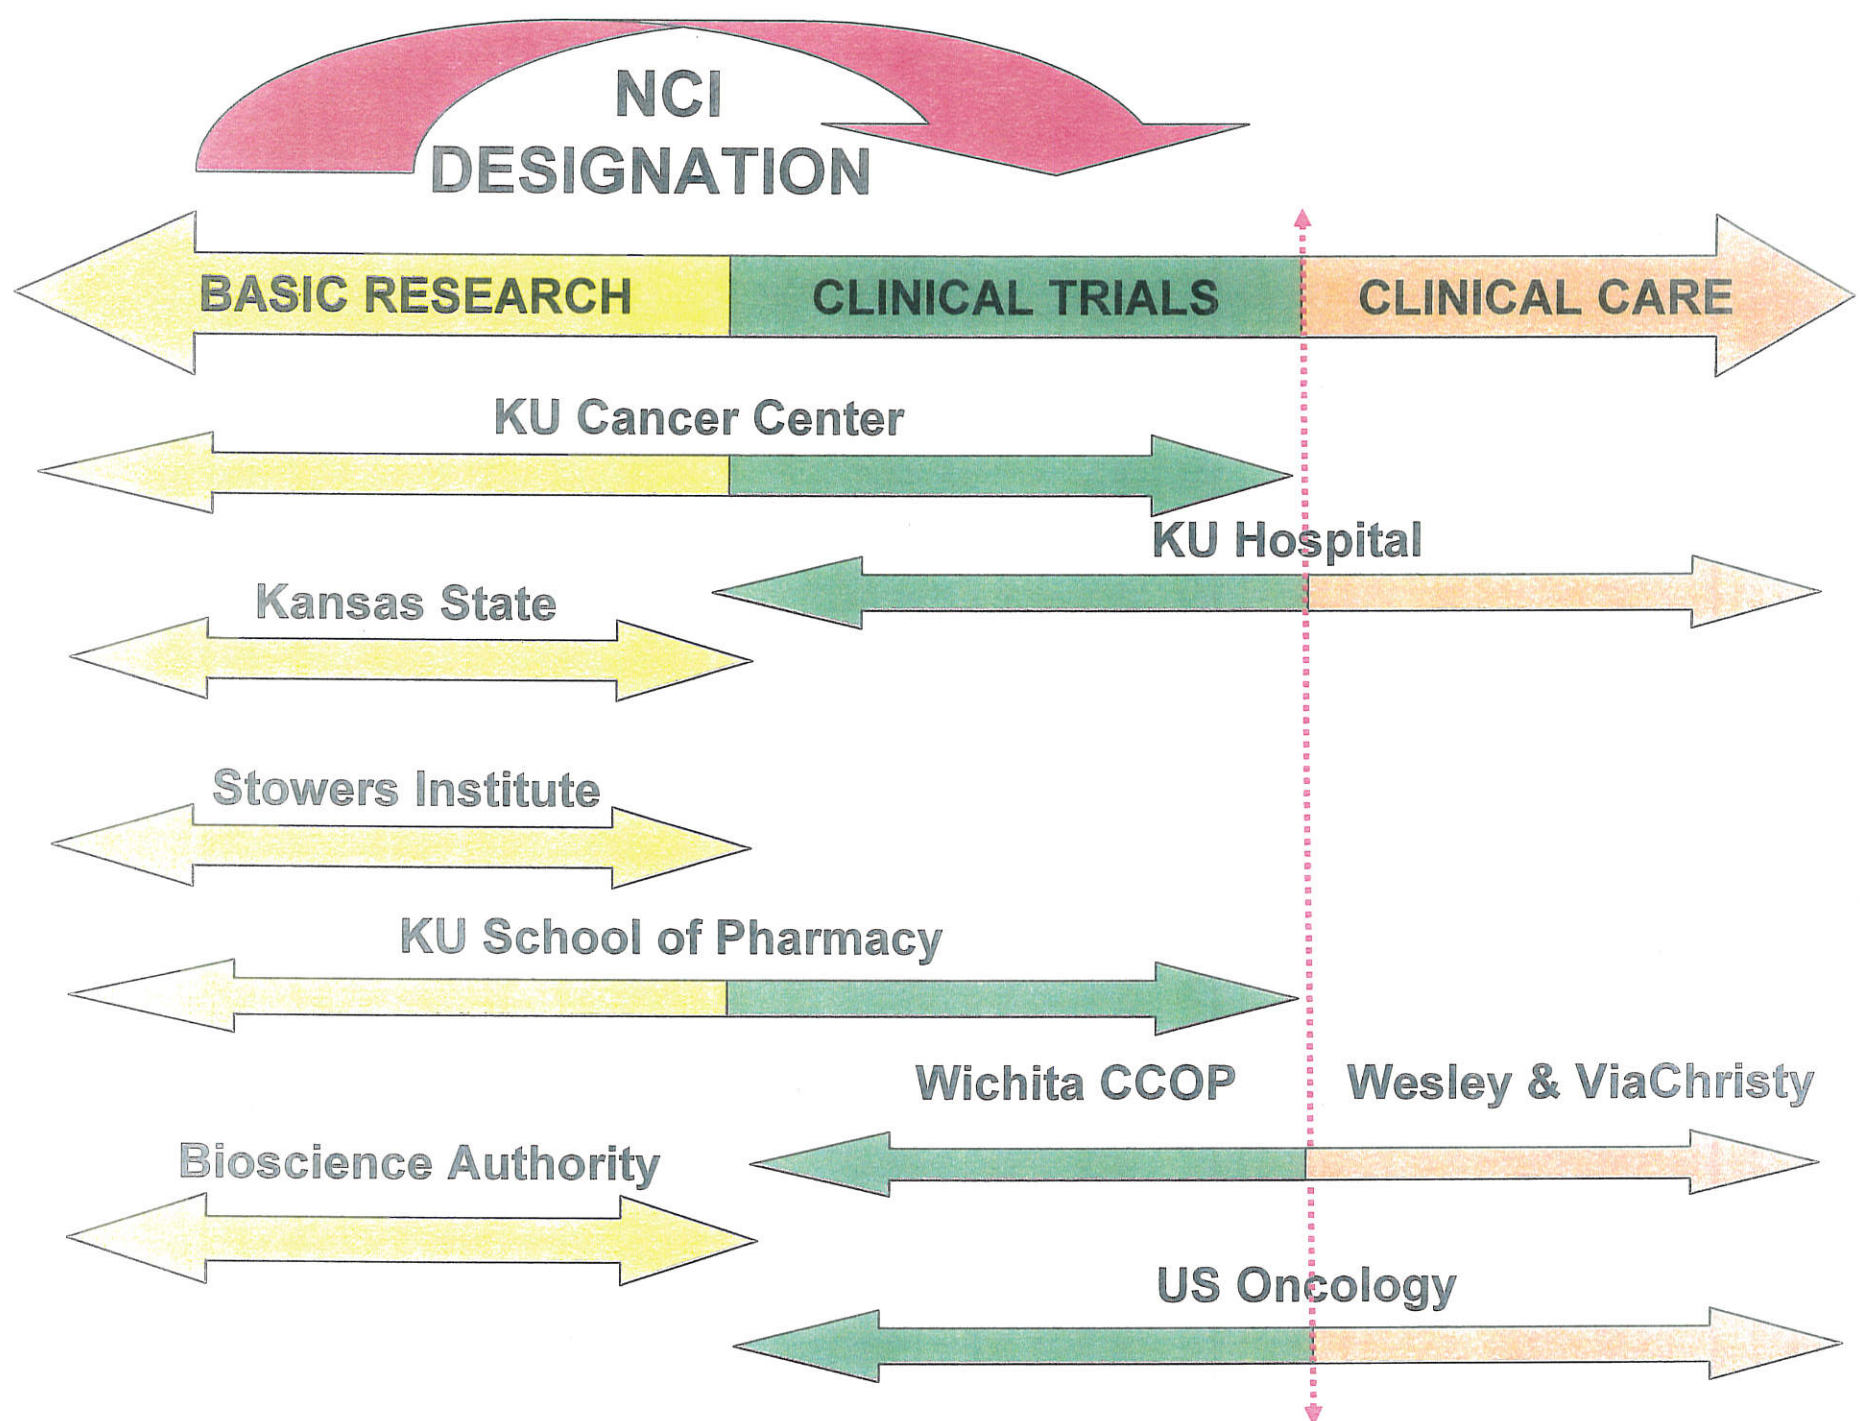 NCI
DESIGNATION
BASIC RESEARCH
CLINICAL TRIALS
CLINICAL CARE
KU Cancer Center
KU Hospital
Kansas State
Stowers Institute
KU School of Pharmacy
Wichita CCOP
Wesley & ViaChristy
Bioscience Authority
US Oncology